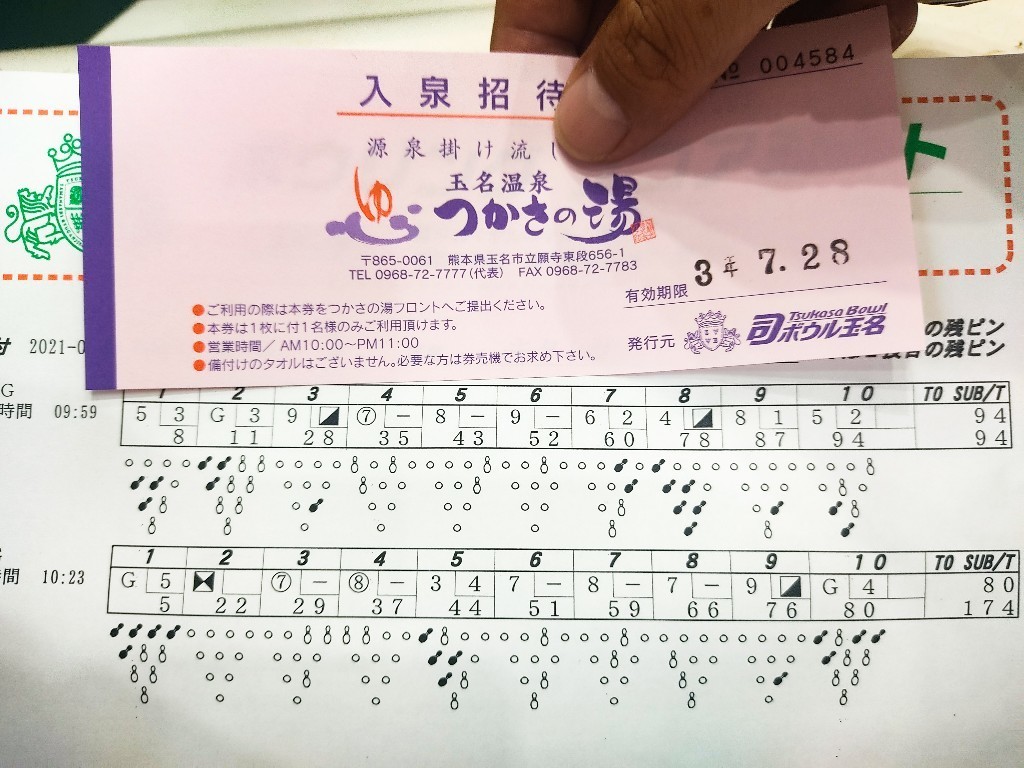 № 004584
入泉招待
源泉掛け流し
ゆ
玉名温泉
つかさの湯
〒865-0061 熊本県玉名市立願寺東段656-1
TEL 0968-72-7777(代表) FAX 0968-72-7783
有効期限 3年 7.28
●ご利用の際は本券をつかさの湯フロントへご提出ください。
●本券は1枚に付1名様のみご利用頂けます。
●営業時間/ AM10:00~PM11:00
●備付けのタオルはございません。必要な方は券売機でお求め下さい。
発行元 Tsukasa Bowl
司ボウル玉名
ト
の残ピン
の残ピン
付 2021-0
G
時間 09:59
1 2 3 4 5 6 7 8 9 10 TO SUB/T
5 3 G 3 9 ◢ ⑦ - 8 - 9 - 6 2 4 ◢ 8 1 5 2 94
8 11 28 35 43 52 60 78 87 94 94
時間 10:23
1 2 3 4 5 6 7 8 9 10 TO SUB/T
G 5 ⧓ ⑦ - ⑧ - 3 4 7 - 8 - 7 - 9 ◢ G 4 80
5 22 29 37 44 51 59 66 76 80 174